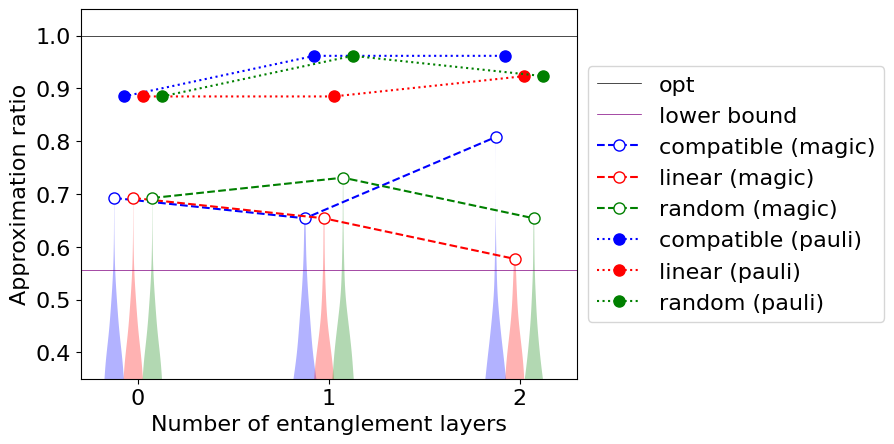 1.0
0.9
0.8
0.7
0.6
0.5
0.4
Approximation ratio
0 1 2
Number of entanglement layers
opt
lower bound
compatible (magic)
linear (magic)
random (magic)
compatible (pauli)
linear (pauli)
random (pauli)